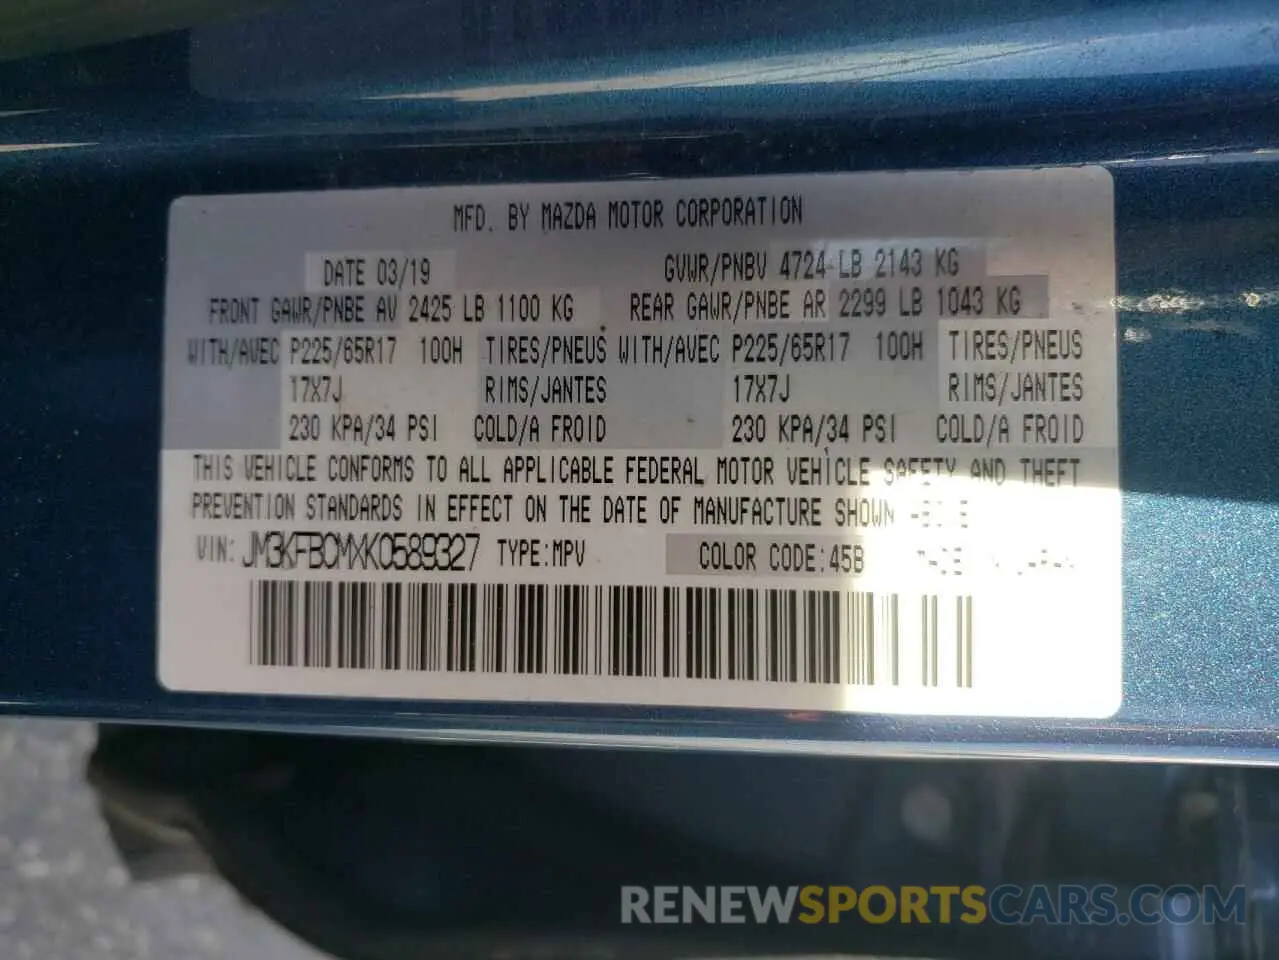 MFD. BY MAZDA MOTOR CORPORATION
DATE 03/19 GVWR/PNBV 4724 LB 2143 KG
FRONT GAWR/PNBE AV 2425 LB 1100 KG REAR GAWR/PNBE AR 2299 LB 1043 KG
WITH/AVEC P225/65R17 100H TIRES/PNEUS WITH/AVEC P225/65R17 100H TIRES/PNEUS
17X7J RIMS/JANTES 17X7J RIMS/JANTES
230 KPA/34 PSI COLD/A FROID 230 KPA/34 PSI COLD/A FROID
THIS VEHICLE CONFORMS TO ALL APPLICABLE FEDERAL MOTOR VEHICLE SAFETY AND THEFT
PREVENTION STANDARDS IN EFFECT ON THE DATE OF MANUFACTURE SHOWN
VIN: JM3KFBCMXK0589327 TYPE:MPV COLOR CODE:45B
RENEWSPORTSCARS.COM